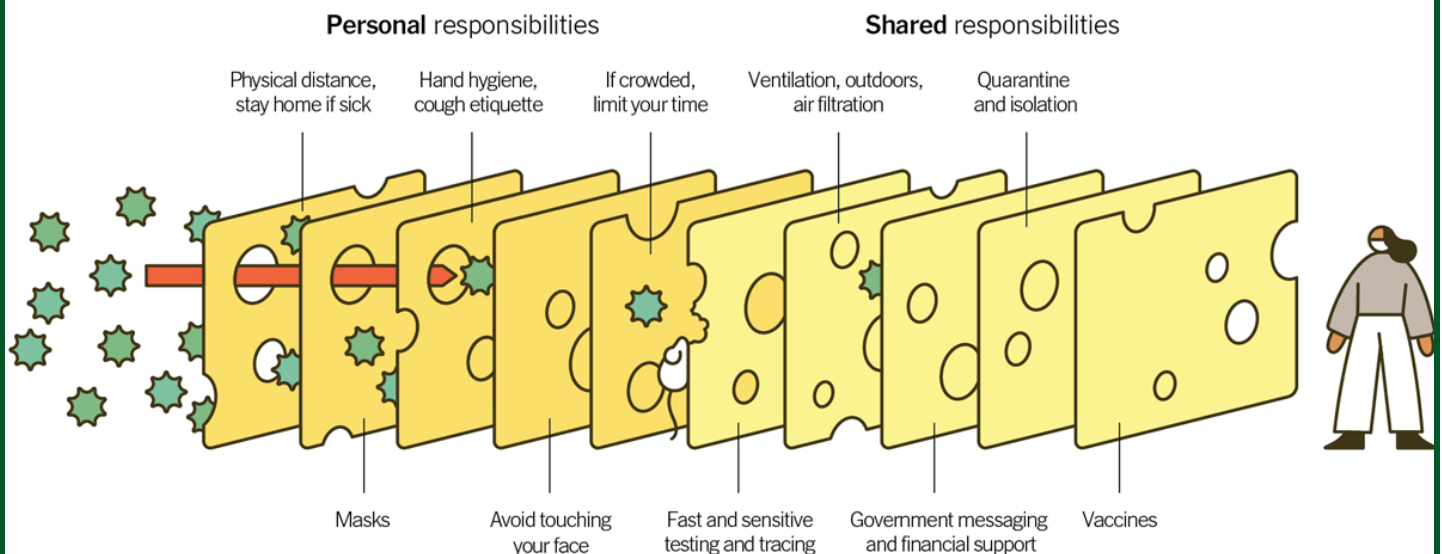 Personal responsibilities
Shared responsibilities
Physical distance,
stay home if sick
Hand hygiene,
cough etiquette
If crowded,
limit your time
Ventilation, outdoors,
air filtration
Quarantine
and isolation
Masks
Avoid touching
your face
Fast and sensitive
testing and tracing
Government messaging
and financial support
Vaccines